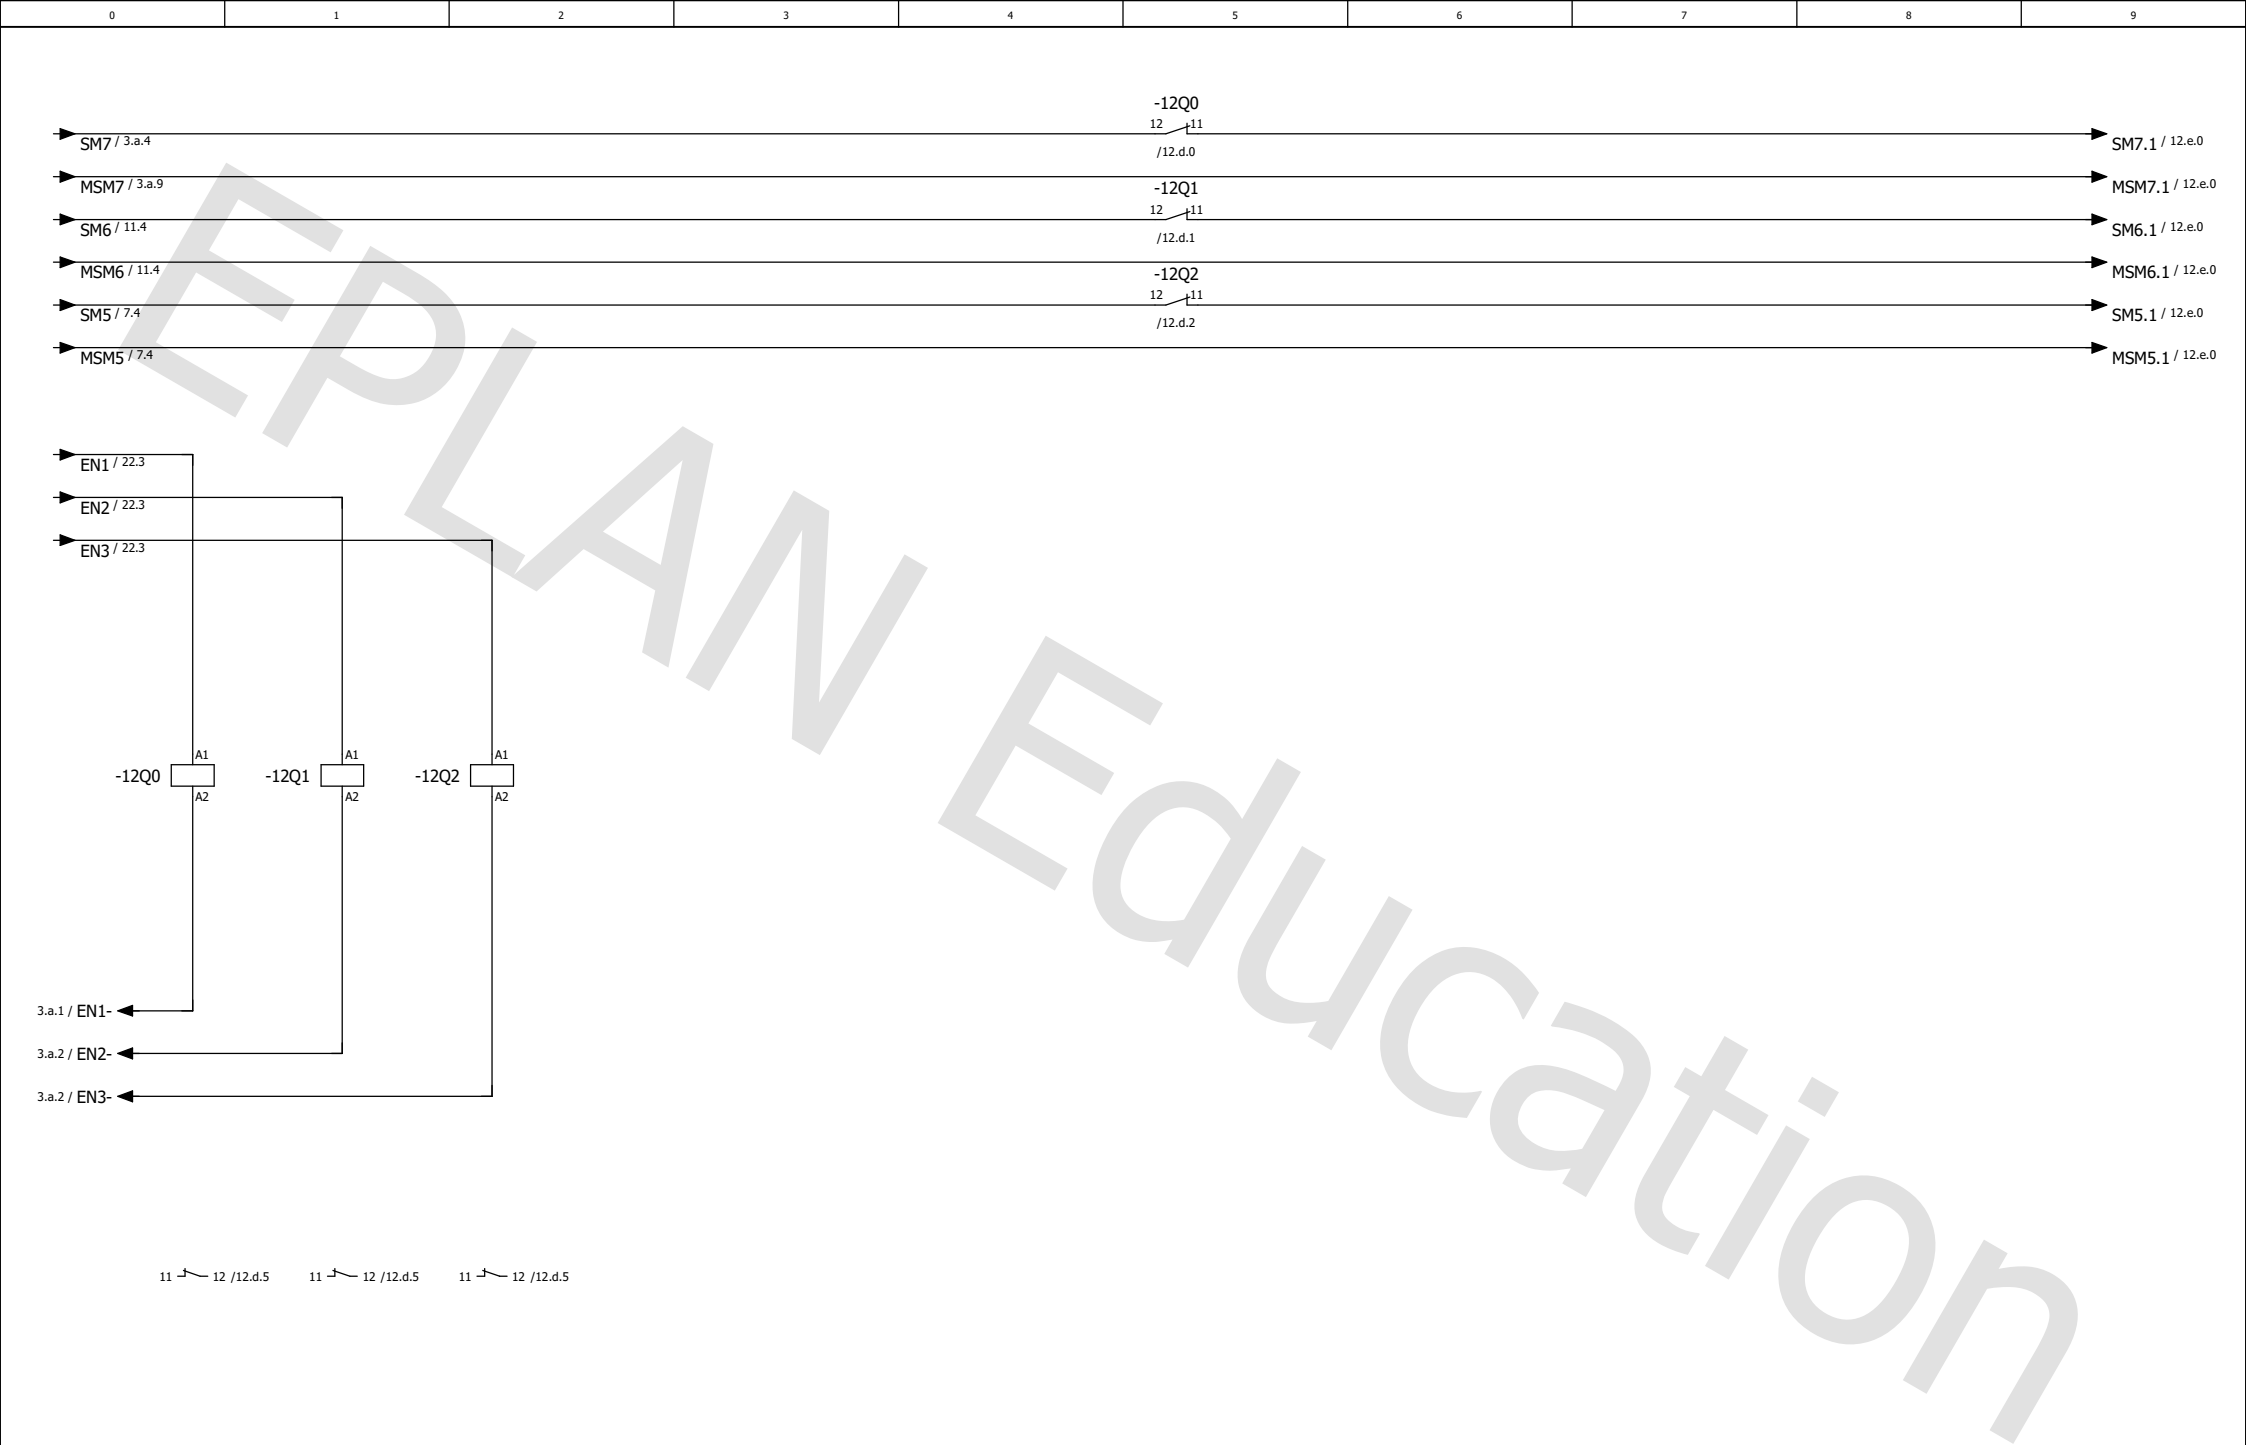 0 1 2 3 4 5 6 7 8 9
-12Q0
12 11
SM7 / 3.a.4 /12.d.0 SM7.1 / 12.e.0
MSM7 / 3.a.9 MSM7.1 / 12.e.0
-12Q1
12 11
SM6 / 11.4 /12.d.1 SM6.1 / 12.e.0
MSM6 / 11.4 MSM6.1 / 12.e.0
-12Q2
12 11
SM5 / 7.4 /12.d.2 SM5.1 / 12.e.0
MSM5 / 7.4 MSM5.1 / 12.e.0
EN1 / 22.3
EN2 / 22.3
EN3 / 22.3
A1 A1 A1
-12Q0 -12Q1 -12Q2
A2 A2 A2
3.a.1 / EN1-
3.a.2 / EN2-
3.a.2 / EN3-
11 12 /12.d.5 11 12 /12.d.5 11 12 /12.d.5
EPLAN Education